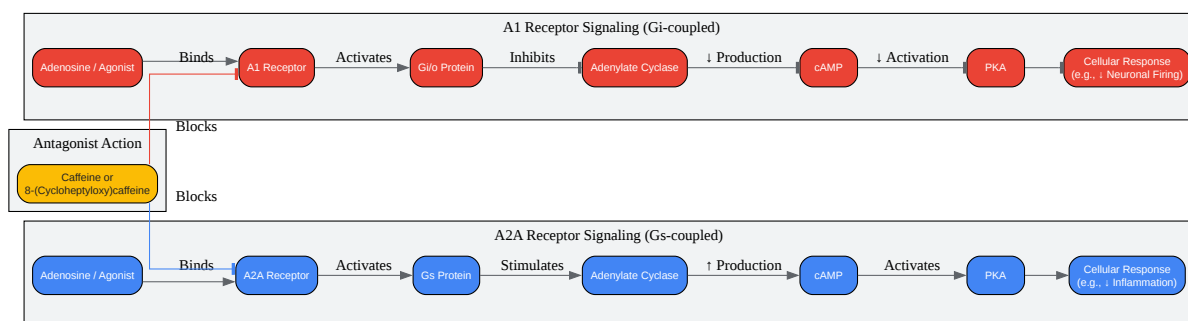 A1 Receptor Signaling (Gi-coupled)
Adenosine / Agonist
Binds
A1 Receptor
Activates
Gi/o Protein
Inhibits
Adenylate Cyclase
↓ Production
cAMP
↓ Activation
PKA
Cellular Response
(e.g., ↓ Neuronal Firing)
Blocks
Antagonist Action
Caffeine or
8-(Cycloheptyloxy)caffeine
Blocks
A2A Receptor Signaling (Gs-coupled)
Adenosine / Agonist
Binds
A2A Receptor
Activates
Gs Protein
Stimulates
Adenylate Cyclase
↑ Production
cAMP
Activates
PKA
Cellular Response
(e.g., ↓ Inflammation)